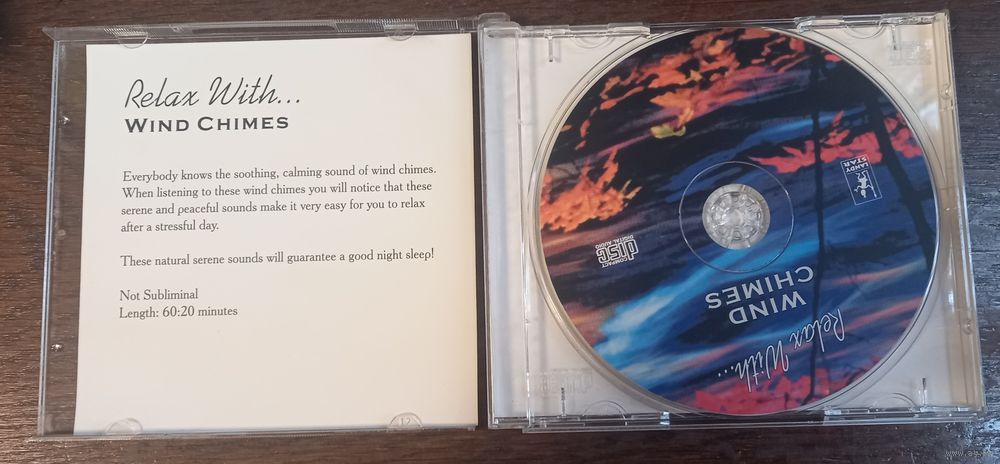 Relax With...
WIND CHIMES
Everybody knows the soothing, calming sound of wind chimes.
When listening to these wind chimes you will notice that these
serene and peaceful sounds make it very easy for you to relax
after a stressful day.
These natural serene sounds will guarantee a good night sleep!
Not Subliminal
Length: 60:20 minutes
LANDY
STAR
COMPACT
disc
DIGITAL AUDIO
Relax With...
WIND
CHIMES